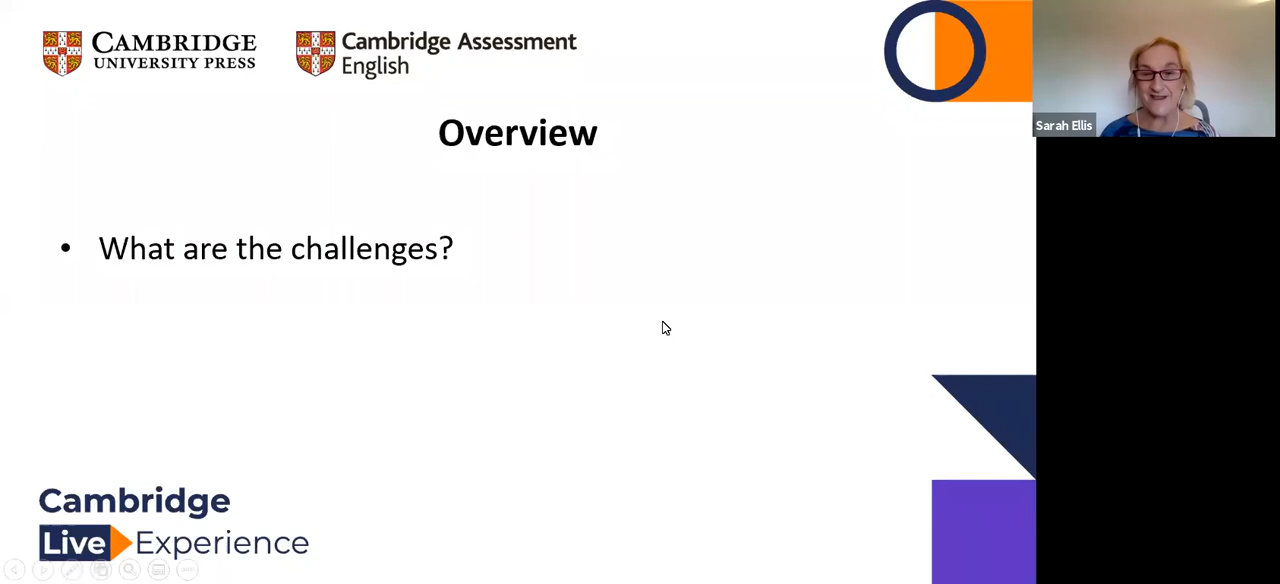 CAMBRIDGE
UNIVERSITY PRESS
Cambridge Assessment
English
Sarah Ellis
Overview
• What are the challenges?
Cambridge
Live Experience